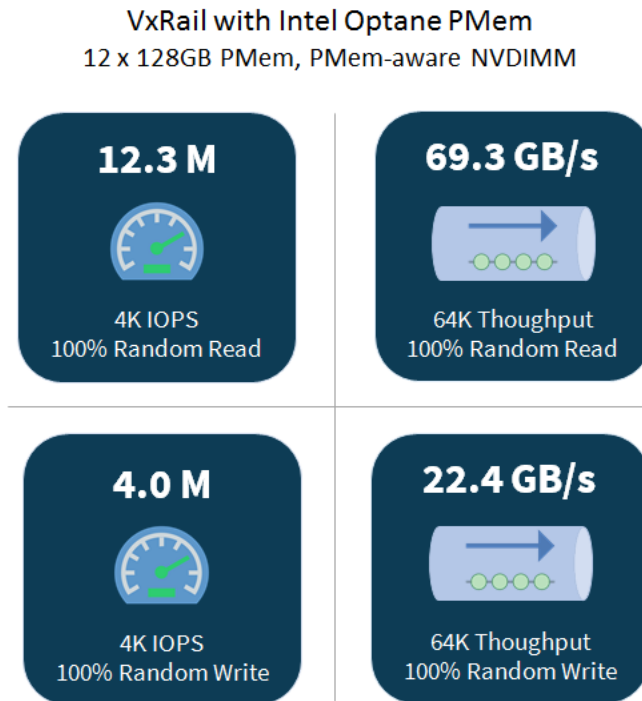 VxRail with Intel Optane PMem
12 x 128GB PMem, PMem-aware NVDIMM
12.3 M
4K IOPS
100% Random Read
69.3 GB/s
64K Thoughput
100% Random Read
4.0 M
4K IOPS
100% Random Write
22.4 GB/s
64K Thoughput
100% Random Write